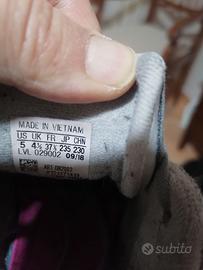 MADE IN VIETNAM
US UK FR JP CHN
5 4½ 37⅓ 235 230
LVL 029002 09/18
subito